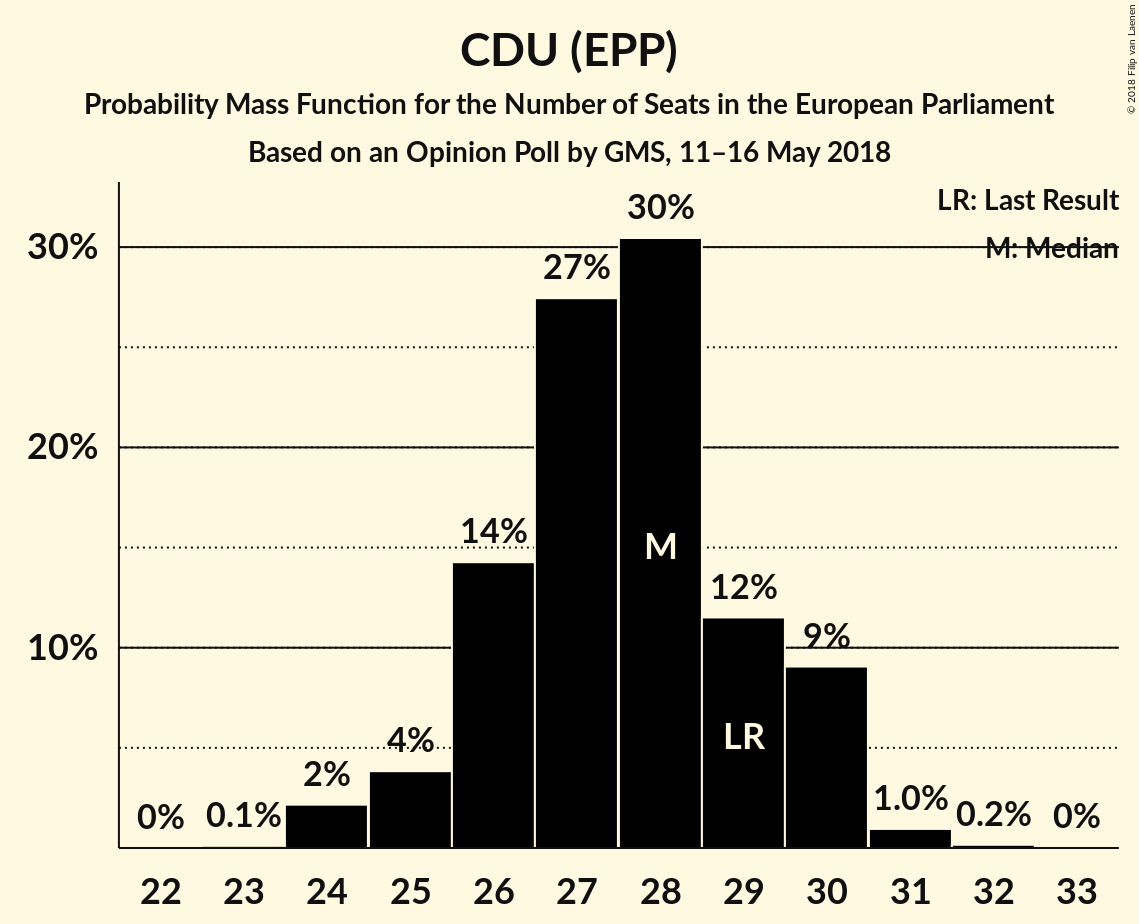 CDU (EPP)
Probability Mass Function for the Number of Seats in the European Parliament
Based on an Opinion Poll by GMS, 11–16 May 2018
© 2018 Filip van Laenen
LR: Last Result
M: Median
30%
20%
10%
0%
0.1%
2%
4%
14%
27%
30%
12%
9%
1.0%
0.2%
0%
M
LR
22 23 24 25 26 27 28 29 30 31 32 33